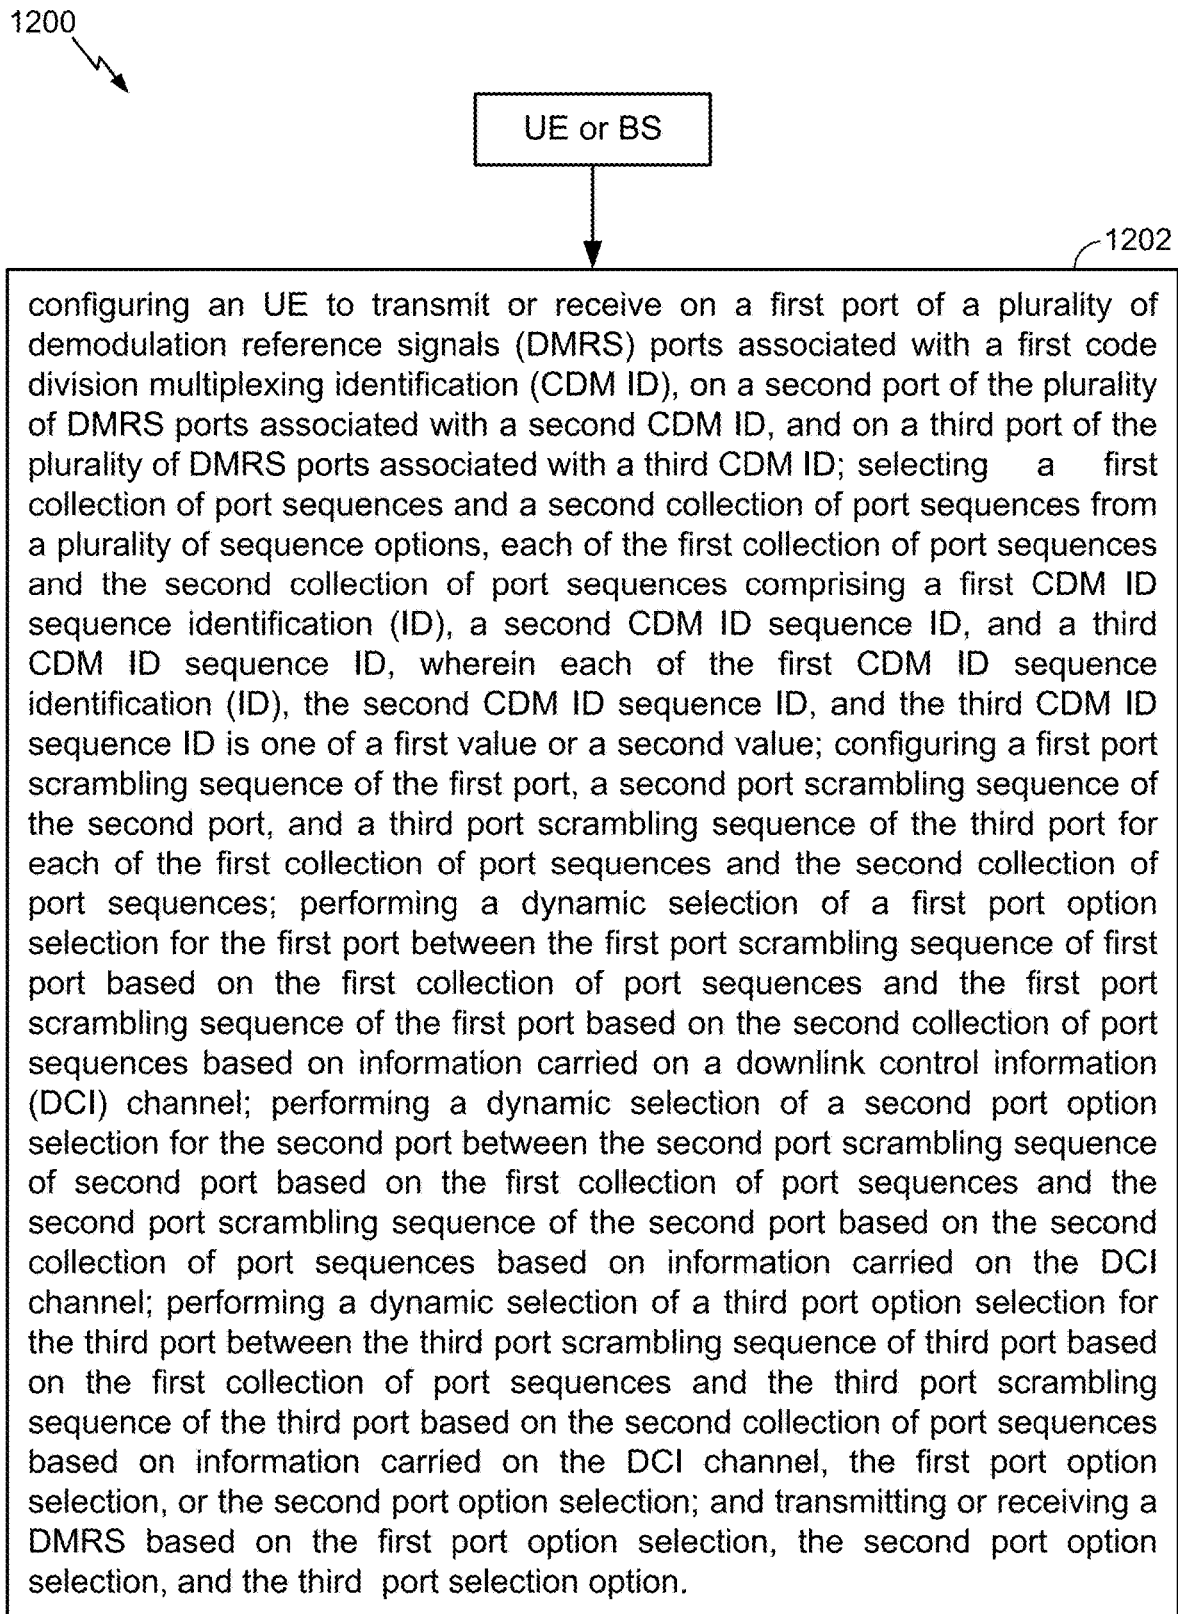 1200
UE or BS
1202
configuring an UE to transmit or receive on a first port of a plurality of
demodulation reference signals (DMRS) ports associated with a first code
division multiplexing identification (CDM ID), on a second port of the plurality
of DMRS ports associated with a second CDM ID, and on a third port of the
plurality of DMRS ports associated with a third CDM ID; selecting a first
collection of port sequences and a second collection of port sequences from
a plurality of sequence options, each of the first collection of port sequences
and the second collection of port sequences comprising a first CDM ID
sequence identification (ID), a second CDM ID sequence ID, and a third
CDM ID sequence ID, wherein each of the first CDM ID sequence
identification (ID), the second CDM ID sequence ID, and the third CDM ID
sequence ID is one of a first value or a second value; configuring a first port
scrambling sequence of the first port, a second port scrambling sequence of
the second port, and a third port scrambling sequence of the third port for
each of the first collection of port sequences and the second collection of
port sequences; performing a dynamic selection of a first port option
selection for the first port between the first port scrambling sequence of first
port based on the first collection of port sequences and the first port
scrambling sequence of the first port based on the second collection of port
sequences based on information carried on a downlink control information
(DCI) channel; performing a dynamic selection of a second port option
selection for the second port between the second port scrambling sequence
of second port based on the first collection of port sequences and the
second port scrambling sequence of the second port based on the second
collection of port sequences based on information carried on the DCI
channel; performing a dynamic selection of a third port option selection for
the third port between the third port scrambling sequence of third port based
on the first collection of port sequences and the third port scrambling
sequence of the third port based on the second collection of port sequences
based on information carried on the DCI channel, the first port option
selection, or the second port option selection; and transmitting or receiving a
DMRS based on the first port option selection, the second port option
selection, and the third port selection option.